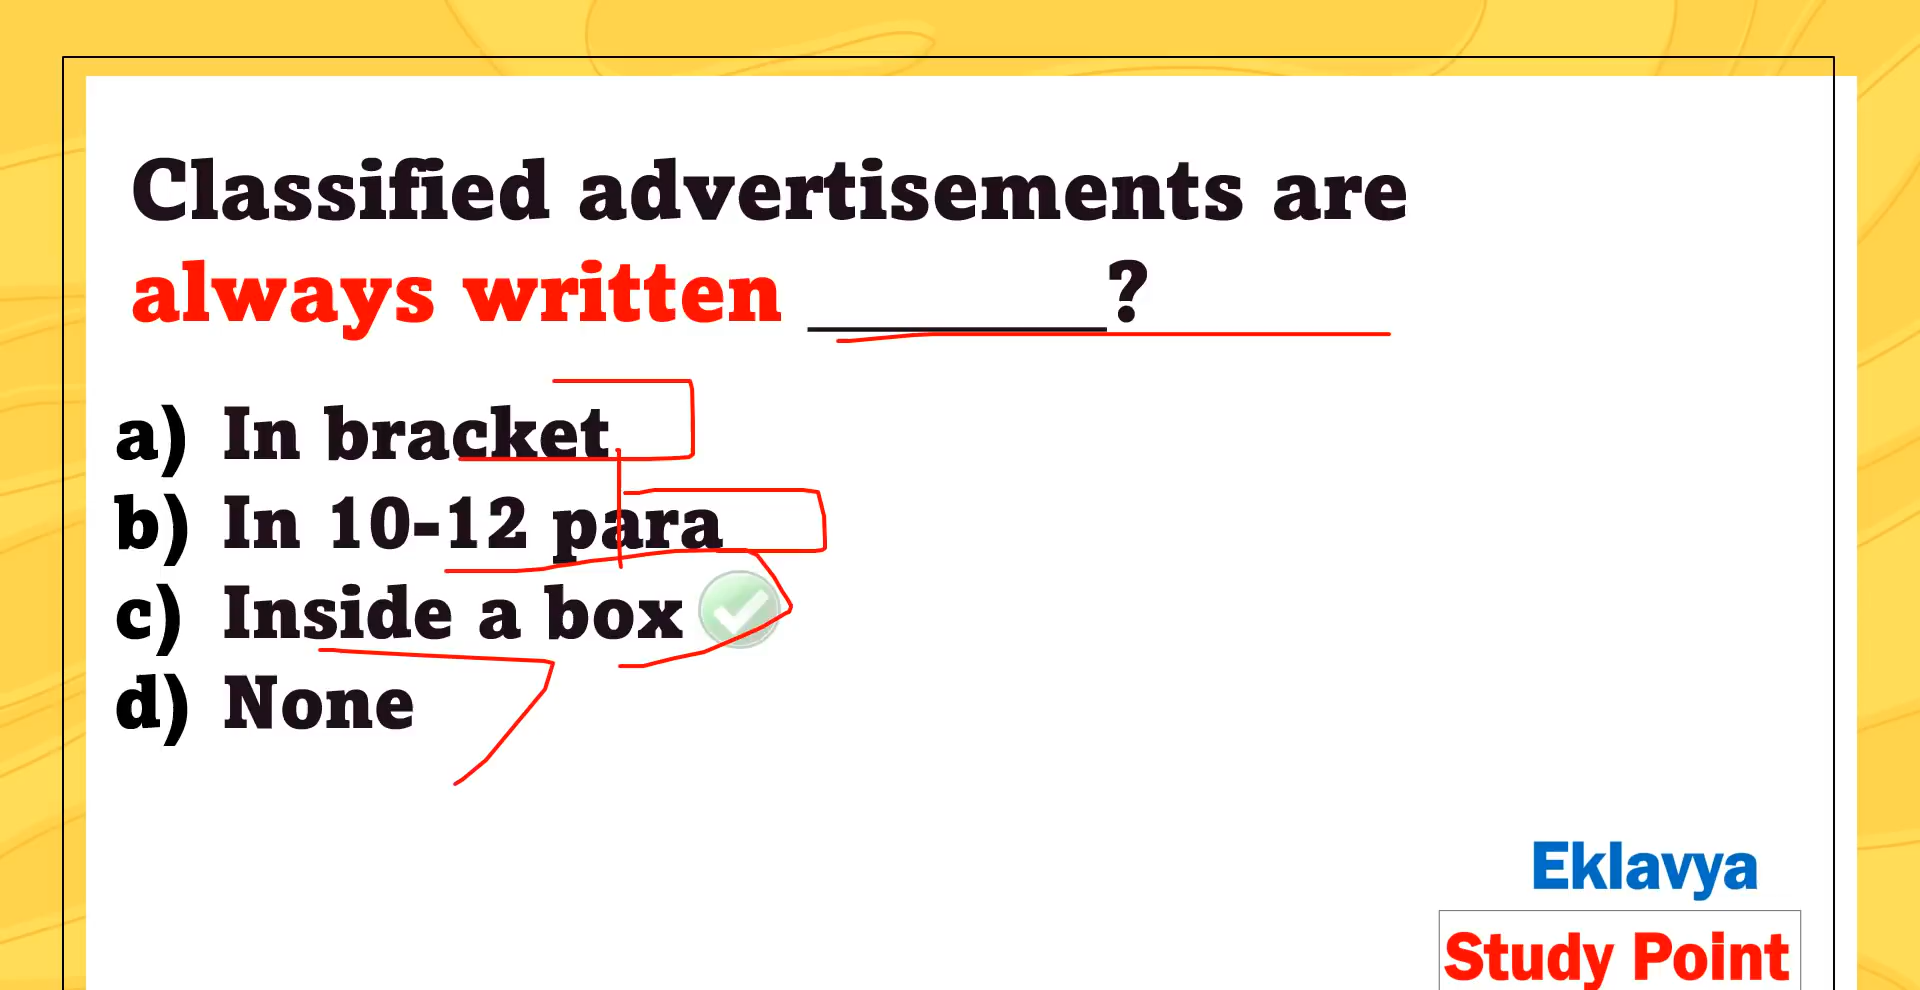 Classified advertisements are
always written ________?
a) In bracket
b) In 10-12 para
c) Inside a box
d) None
Eklavya
Study Point